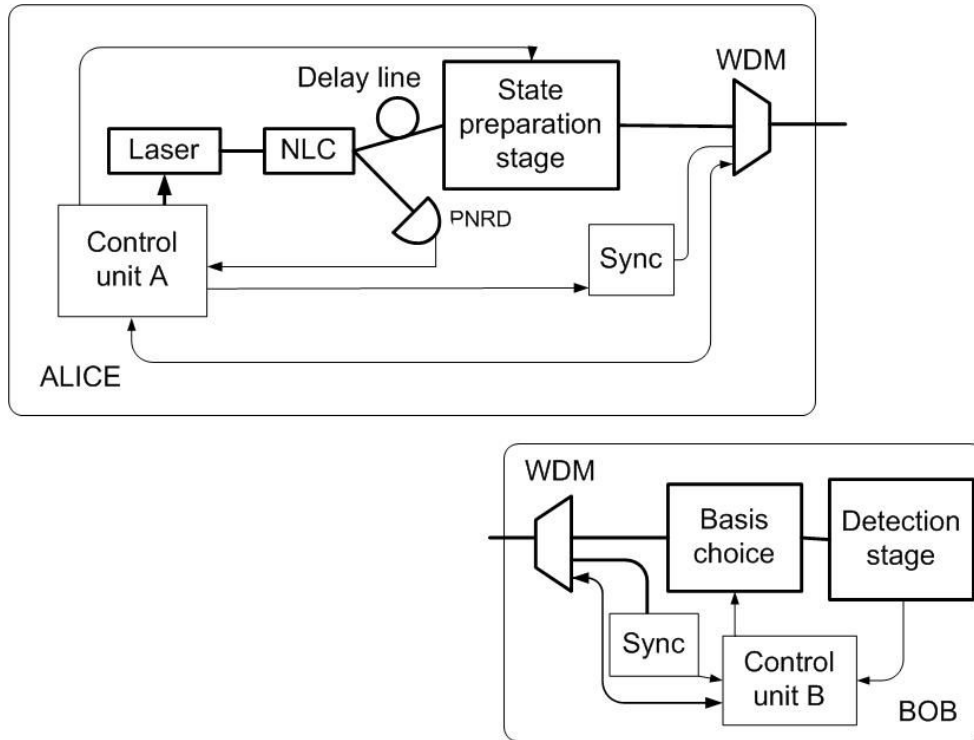 WDM
Delay line
State
preparation
stage
Laser
NLC
PNRD
Control
unit A
Sync
ALICE
WDM
Basis
choice
Detection
stage
Sync
Control
unit B
BOB